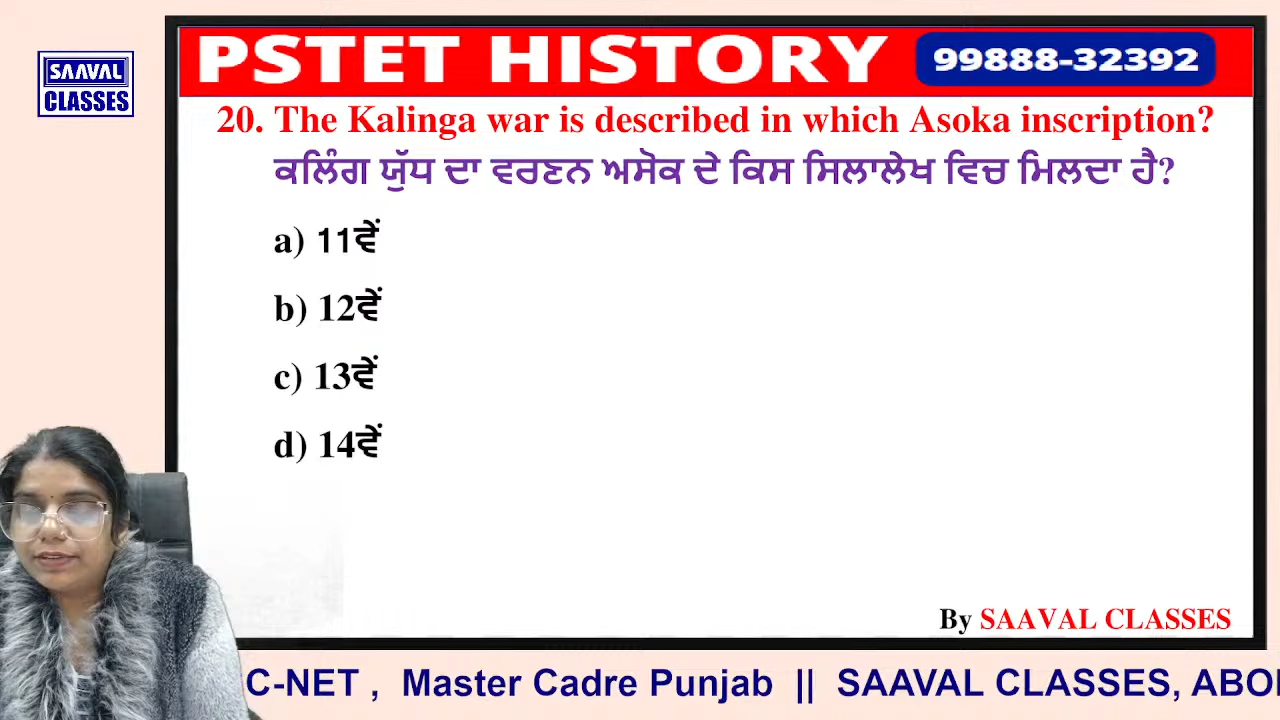 SAAVAL
CLASSES
PSTET HISTORY
99888-32392
20. The Kalinga war is described in which Asoka inscription?
ਕਲਿੰਗ ਯੁੱਧ ਦਾ ਵਰਣਨ ਅਸੋਕ ਦੇ ਕਿਸ ਸਿਲਾਲੇਖ ਵਿਚ ਮਿਲਦਾ ਹੈ?
a) 11ਵੇਂ
b) 12ਵੇਂ
c) 13ਵੇਂ
d) 14ਵੇਂ
By SAAVAL CLASSES
C-NET , Master Cadre Punjab || SAAVAL CLASSES, ABO